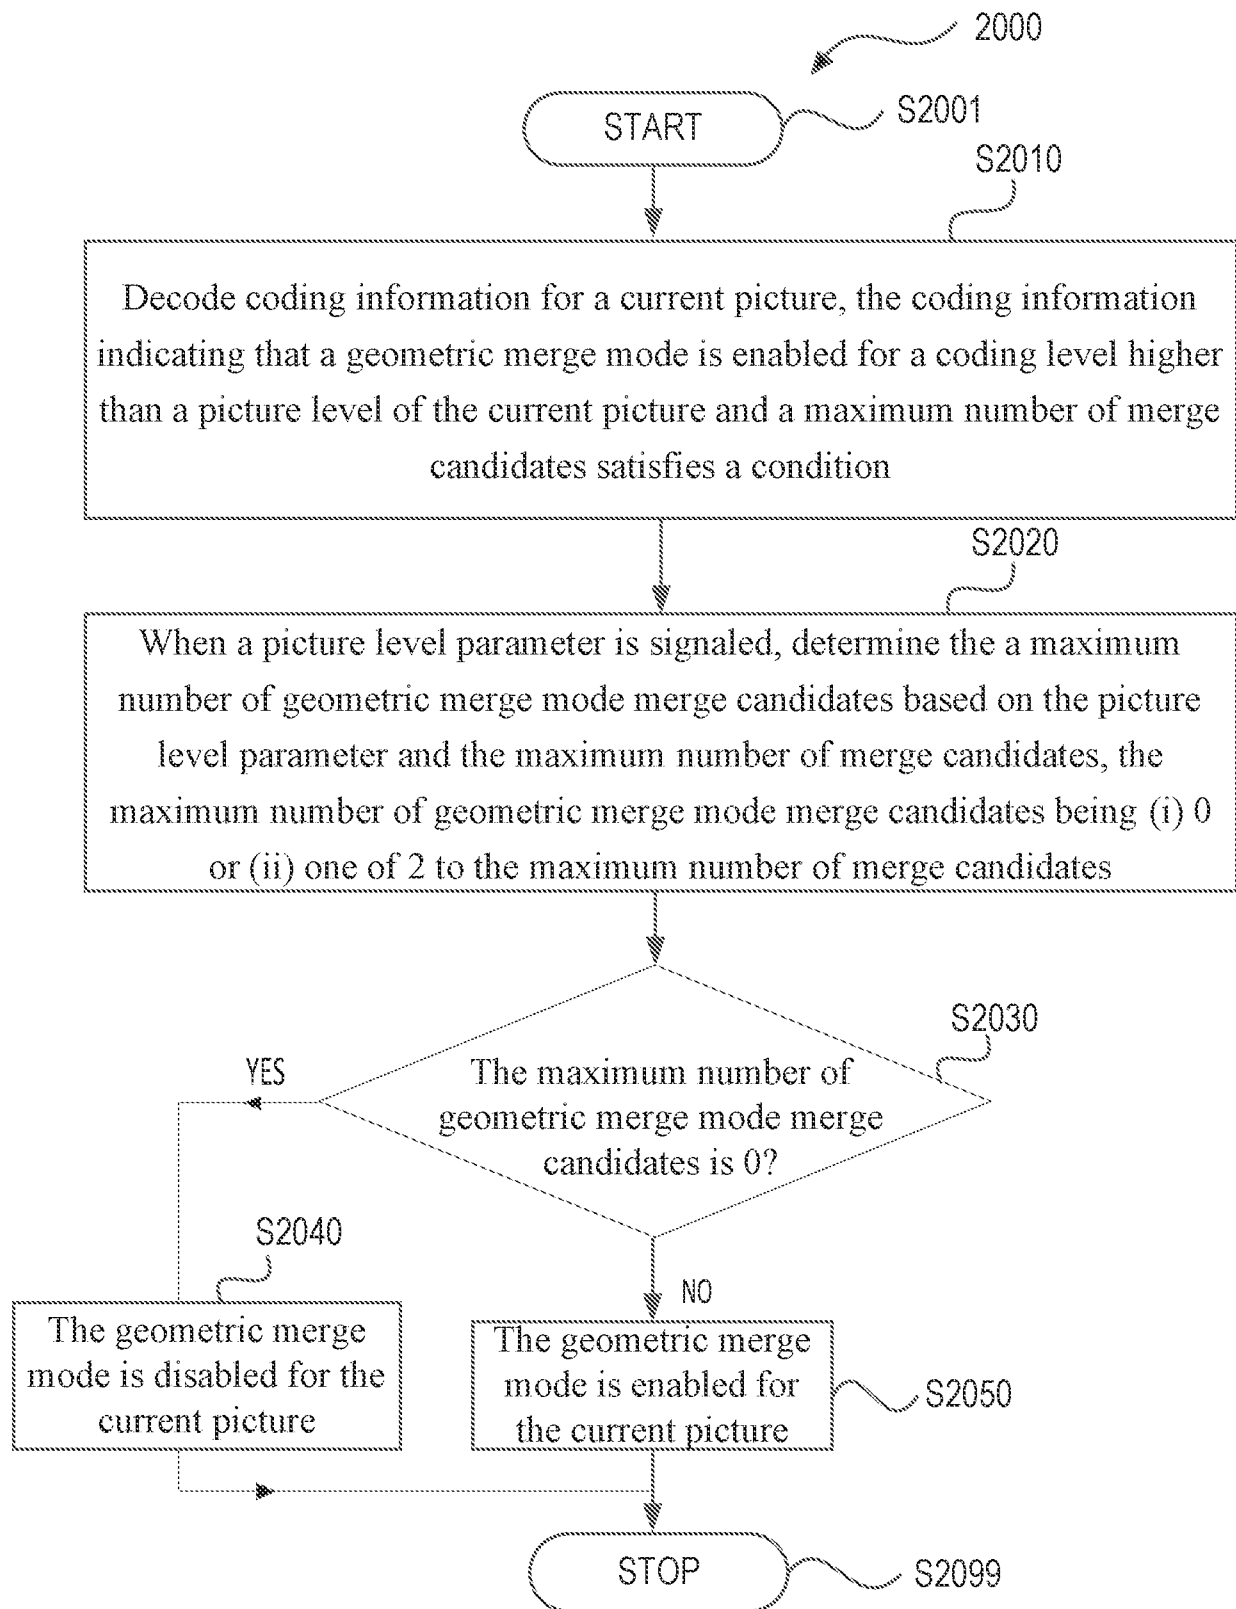 2000
START
S2001
S2010
Decode coding information for a current picture, the coding information
indicating that a geometric merge mode is enabled for a coding level higher
than a picture level of the current picture and a maximum number of merge
candidates satisfies a condition
S2020
When a picture level parameter is signaled, determine the a maximum
number of geometric merge mode merge candidates based on the picture
level parameter and the maximum number of merge candidates, the
maximum number of geometric merge mode merge candidates being (i) 0
or (ii) one of 2 to the maximum number of merge candidates
S2030
YES
The maximum number of
geometric merge mode merge
candidates is 0?
S2040
NO
The geometric merge
mode is disabled for the
current picture
The geometric merge
mode is enabled for
the current picture
S2050
STOP
S2099